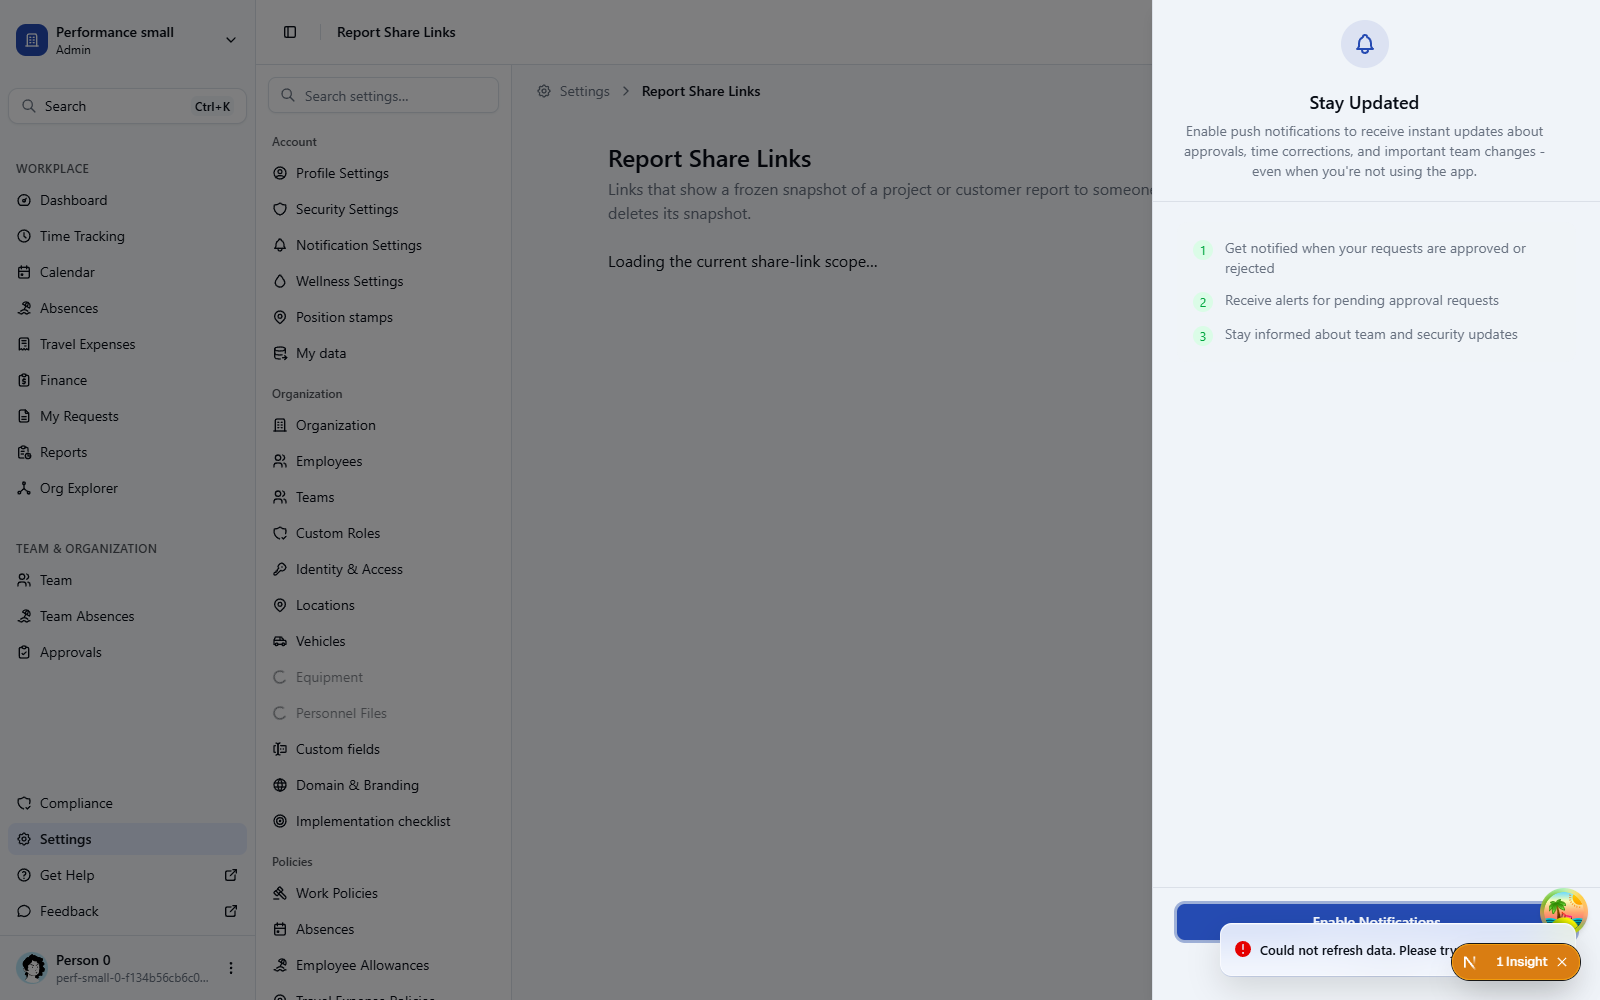 Performance small
Admin
Search
Ctrl+K
WORKPLACE
Dashboard
Time Tracking
Calendar
Absences
Travel Expenses
Finance
My Requests
Reports
Org Explorer
TEAM & ORGANIZATION
Team
Team Absences
Approvals
Compliance
Settings
Get Help
Feedback
Person 0
perf-small-0-f134b56cb6c0...
Report Share Links
Search settings...
Account
Profile Settings
Security Settings
Notification Settings
Wellness Settings
Position stamps
My data
Organization
Organization
Employees
Teams
Custom Roles
Identity & Access
Locations
Vehicles
Equipment
Personnel Files
Custom fields
Domain & Branding
Implementation checklist
Policies
Work Policies
Absences
Employee Allowances
Travel Expense Policies
Settings > Report Share Links
Report Share Links
Links that show a frozen snapshot of a project or customer report to someone
deletes its snapshot.
Loading the current share-link scope...
Stay Updated
Enable push notifications to receive instant updates about
approvals, time corrections, and important team changes -
even when you're not using the app.
1 Get notified when your requests are approved or
rejected
2 Receive alerts for pending approval requests
3 Stay informed about team and security updates
Enable Notifications
Could not refresh data. Please try
1 Insight